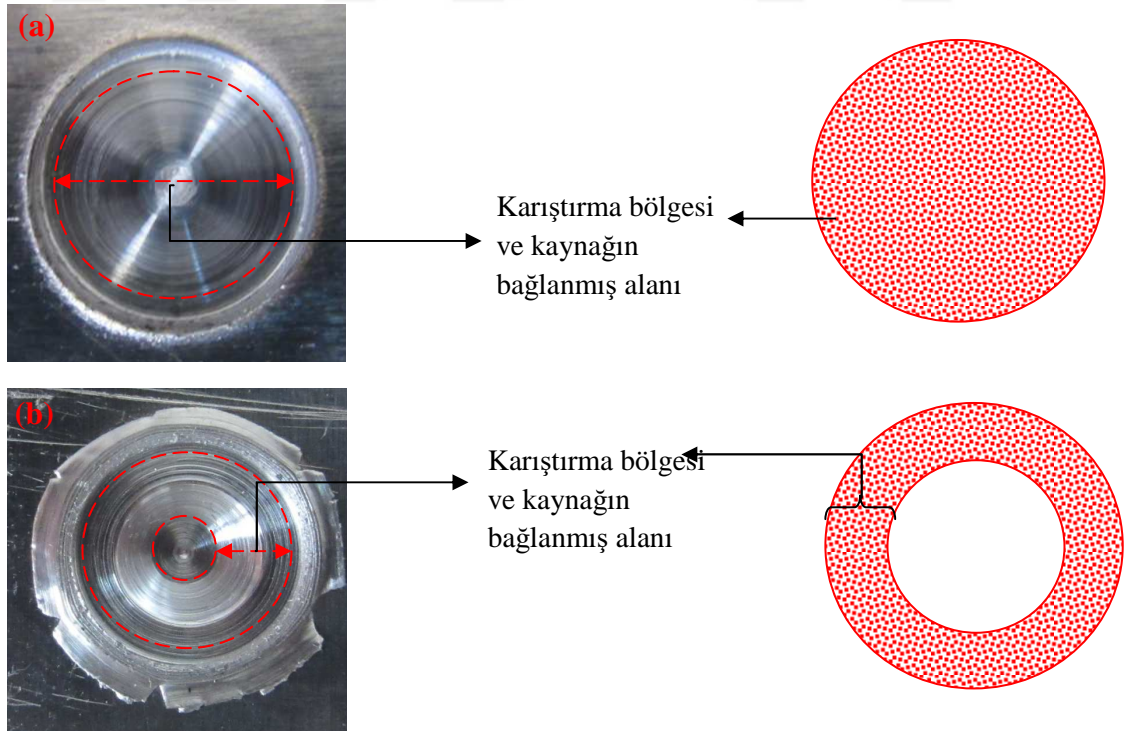 (a)
Karıştırma bölgesi
ve kaynağın
bağlanmış alanı
(b)
Karıştırma bölgesi
ve kaynağın
bağlanmış alanı